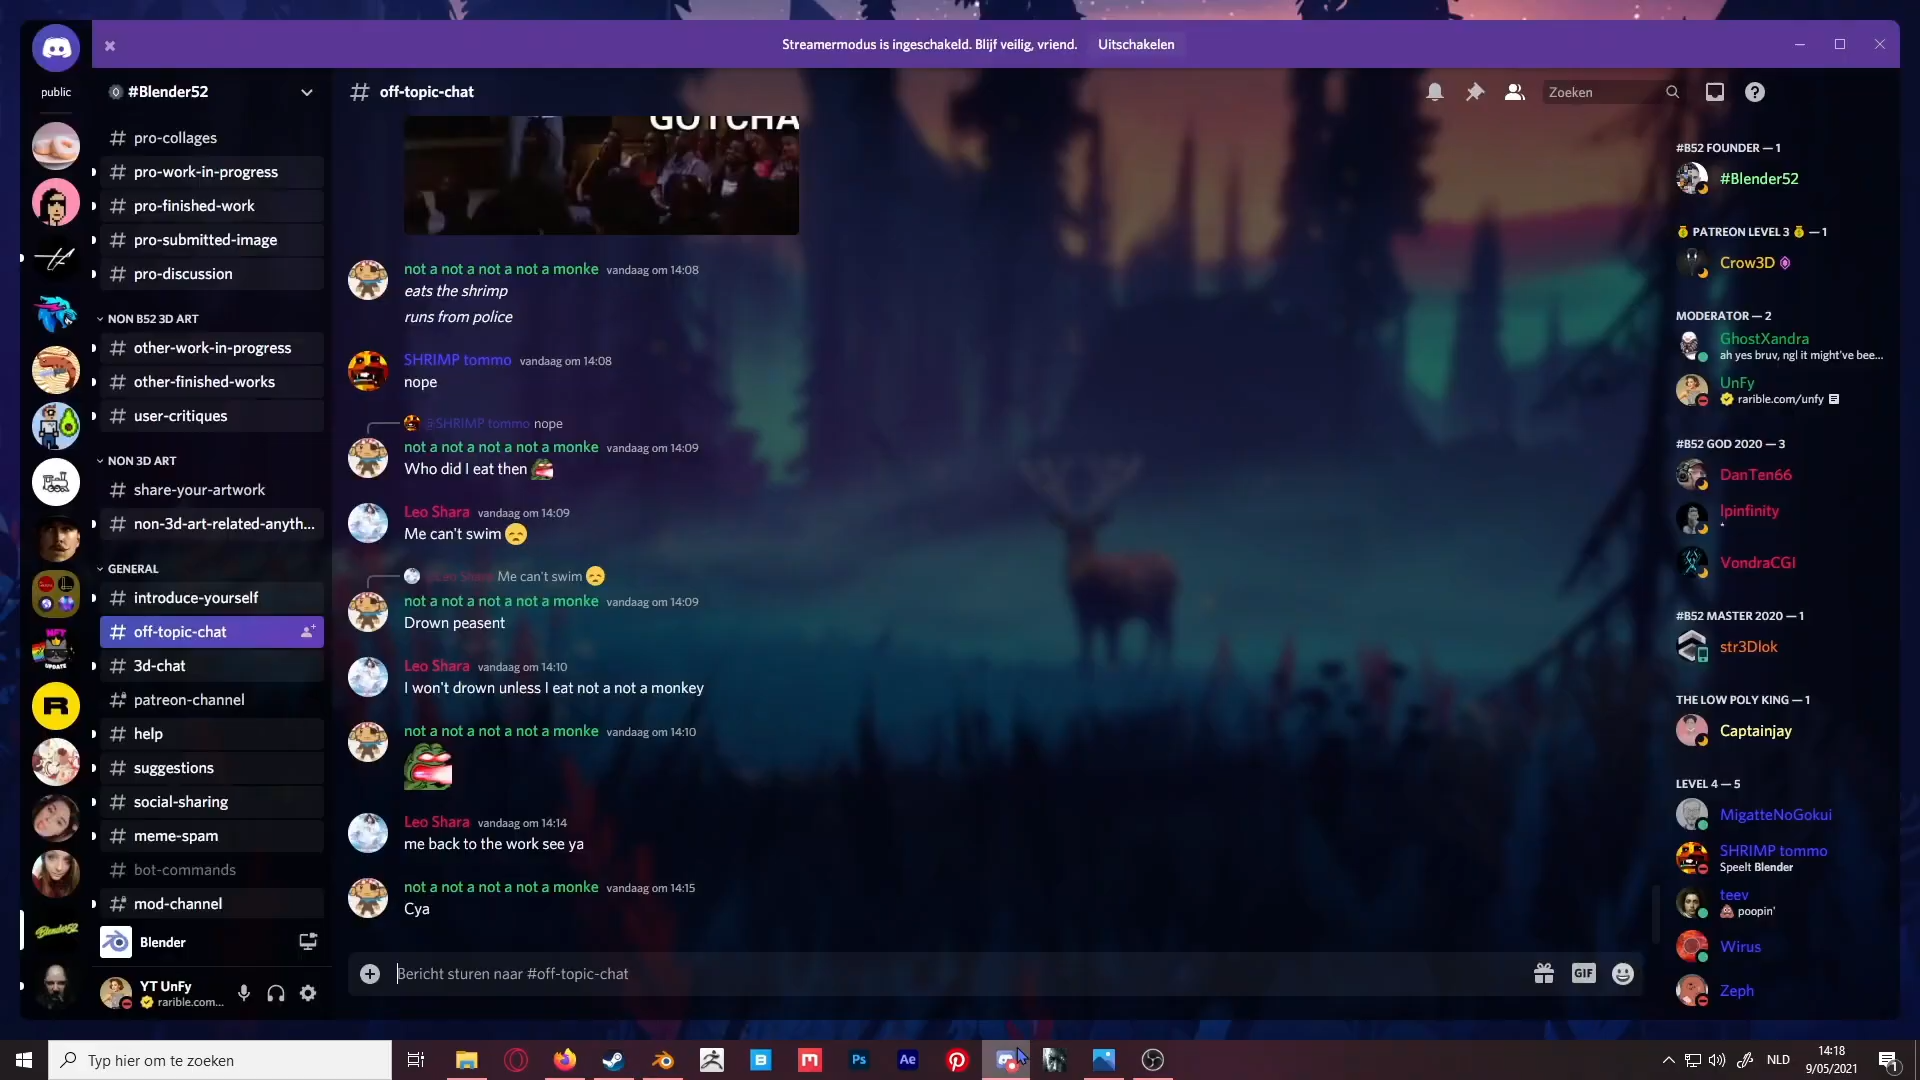 Streamermodus is ingeschakeld. Blijf veilig, vriend. Uitschakelen
public
#Blender52
pro-collages
pro-work-in-progress
pro-finished-work
pro-submitted-image
pro-discussion
NON B52 3D ART
other-work-in-progress
other-finished-works
user-critiques
NON 3D ART
share-your-artwork
non-3d-art-related-anyth...
GENERAL
introduce-yourself
off-topic-chat
3d-chat
patreon-channel
help
suggestions
social-sharing
meme-spam
bot-commands
mod-channel
Blender
YT UnFy
rarible.com...
NFT
UPDATE
R
Blender52
# off-topic-chat
Zoeken
GOTCHA
not a not a not a not a monke vandaag om 14:08
eats the shrimp
runs from police
SHRIMP tommo vandaag om 14:08
nope
@SHRIMP tommo nope
not a not a not a not a monke vandaag om 14:09
Who did I eat then
Leo Shara vandaag om 14:09
Me can't swim 😞
@Leo Shara Me can't swim 😞
not a not a not a not a monke vandaag om 14:09
Drown peasent
Leo Shara vandaag om 14:10
I won't drown unless I eat not a not a monkey
not a not a not a not a monke vandaag om 14:10
Leo Shara vandaag om 14:14
me back to the work see ya
not a not a not a not a monke vandaag om 14:15
Cya
Bericht sturen naar #off-topic-chat
GIF
#B52 FOUNDER — 1
#Blender52
PATREON LEVEL 3 — 1
Crow3D
MODERATOR — 2
GhostXandra
ah yes bruv, ngl it might've bee...
UnFy
rarible.com/unfy
#B52 GOD 2020 — 3
DanTen66
lpinfinity
*
VondraCGI
#B52 MASTER 2020 — 1
str3Dlok
THE LOW POLY KING — 1
Captainjay
LEVEL 4 — 5
MigatteNoGokui
SHRIMP tommo
Speelt Blender
teev
💩 poopin'
Wirus
Zeph
Typ hier om te zoeken
B
m
Ps
Ae
NLD
14:18
9/05/2021
1